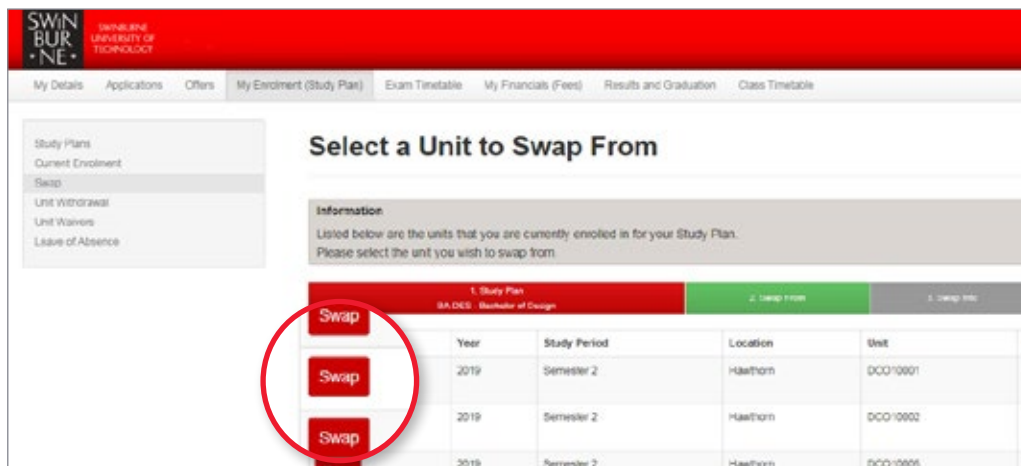 SWIN
BUR
• NE •
SWINBURNE
UNIVERSITY OF
TECHNOLOGY
My Details Applications Offers My Enrolment (Study Plan) Exam Timetable My Financials (Fees) Results and Graduation Class Timetable
Study Plans
Current Enrolment
Swap
Unit Withdrawal
Unit Waivers
Leave of Absence
Select a Unit to Swap From
Information
Listed below are the units that you are currently enrolled in for your Study Plan.
Please select the unit you wish to swap from
1. Study Plan
BA-DES - Bachelor of Design
2. Swap From
3. Swap Into
Swap
Year Study Period Location Unit
Swap 2019 Semester 2 Hawthorn DCO10001
Swap 2019 Semester 2 Hawthorn DCO10002
2019 Semester 2 Hawthorn DCO10005